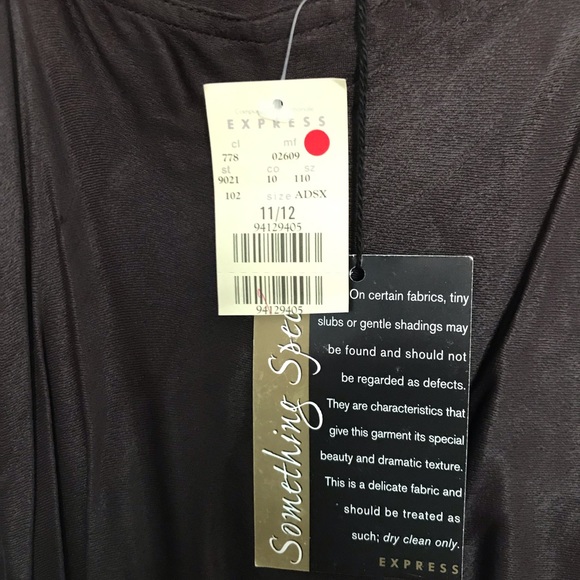 EXPRESS
cl mf
778 02609
st co sz
9021 10 110
102 size ADSX
11/12
94129405
94129405
Something
On certain fabrics, tiny
slubs or gentle shadings may
be found and should not
be regarded as defects.
They are characteristics that
give this garment its special
beauty and dramatic texture.
This is a delicate fabric and
should be treated as
such; dry clean only.
EXPRESS